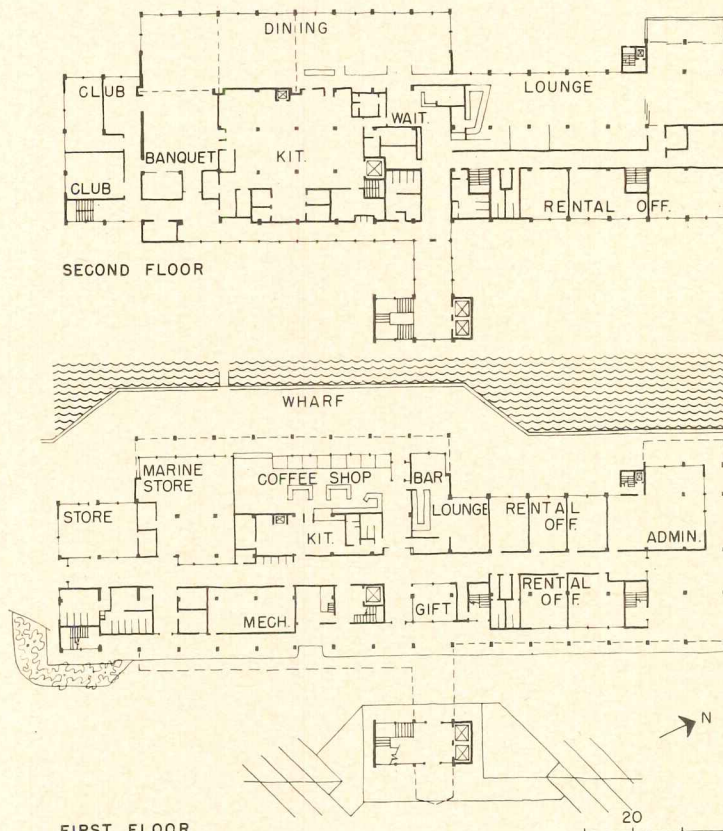 DINING
CLUB
LOUNGE
WAIT.
BANQUET
KIT.
CLUB
RENTAL OFF.
SECOND FLOOR
WHARF
MARINE
STORE
COFFEE SHOP
BAR
STORE
LOUNGE
RENTAL
OFF.
KIT.
ADMIN.
RENTAL
OFF.
MECH.
GIFT
N
FIRST FLOOR
20